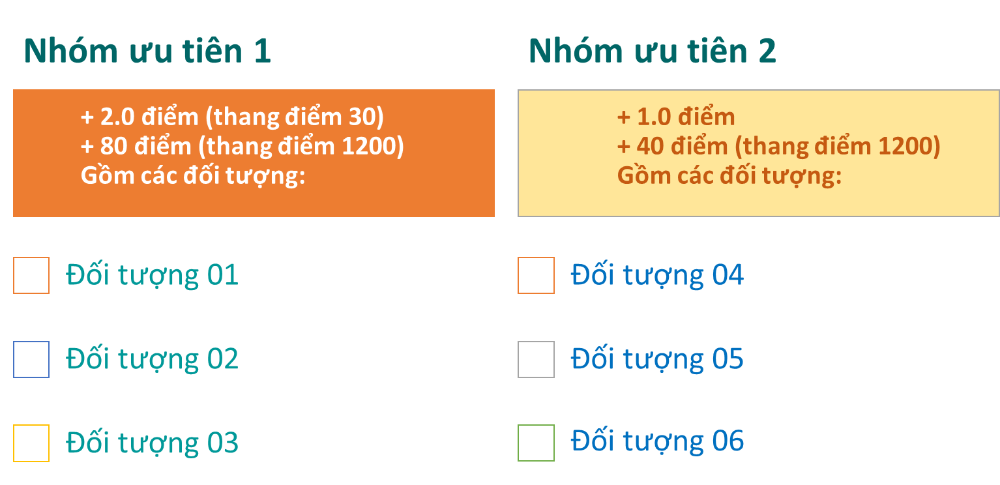 Nhóm ưu tiên 1
+ 2.0 điểm (thang điểm 30)
+ 80 điểm (thang điểm 1200)
Gồm các đối tượng:
Đối tượng 01
Đối tượng 02
Đối tượng 03
Nhóm ưu tiên 2
+ 1.0 điểm
+ 40 điểm (thang điểm 1200)
Gồm các đối tượng:
Đối tượng 04
Đối tượng 05
Đối tượng 06